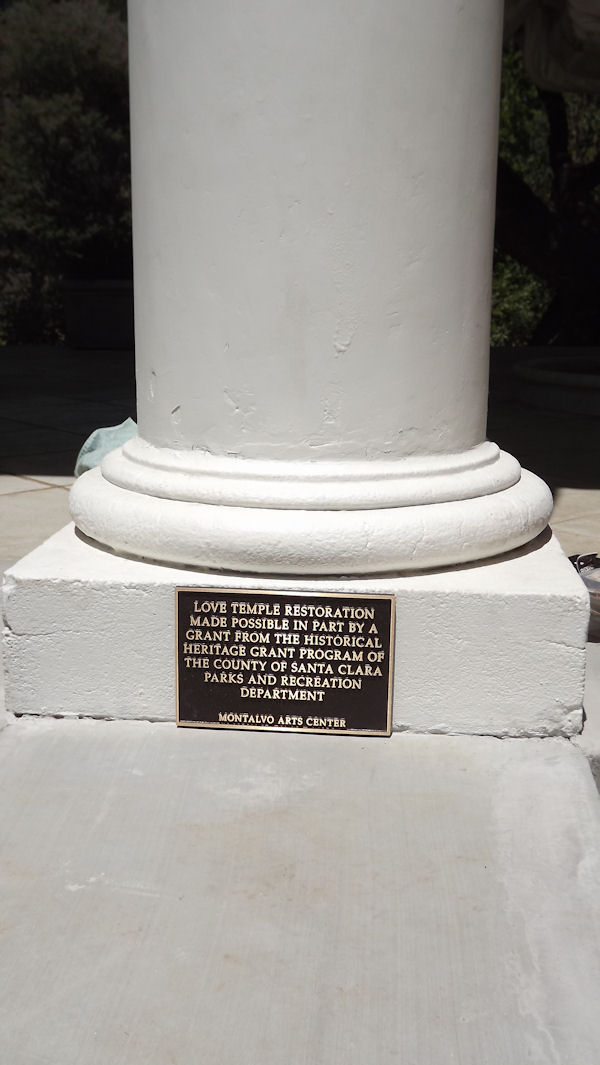 LOVE TEMPLE RESTORATION
MADE POSSIBLE IN PART BY A
GRANT FROM THE HISTORICAL
HERITAGE GRANT PROGRAM OF
THE COUNTY OF SANTA CLARA
PARKS AND RECREATION
DEPARTMENT
MONTALVO ARTS CENTER